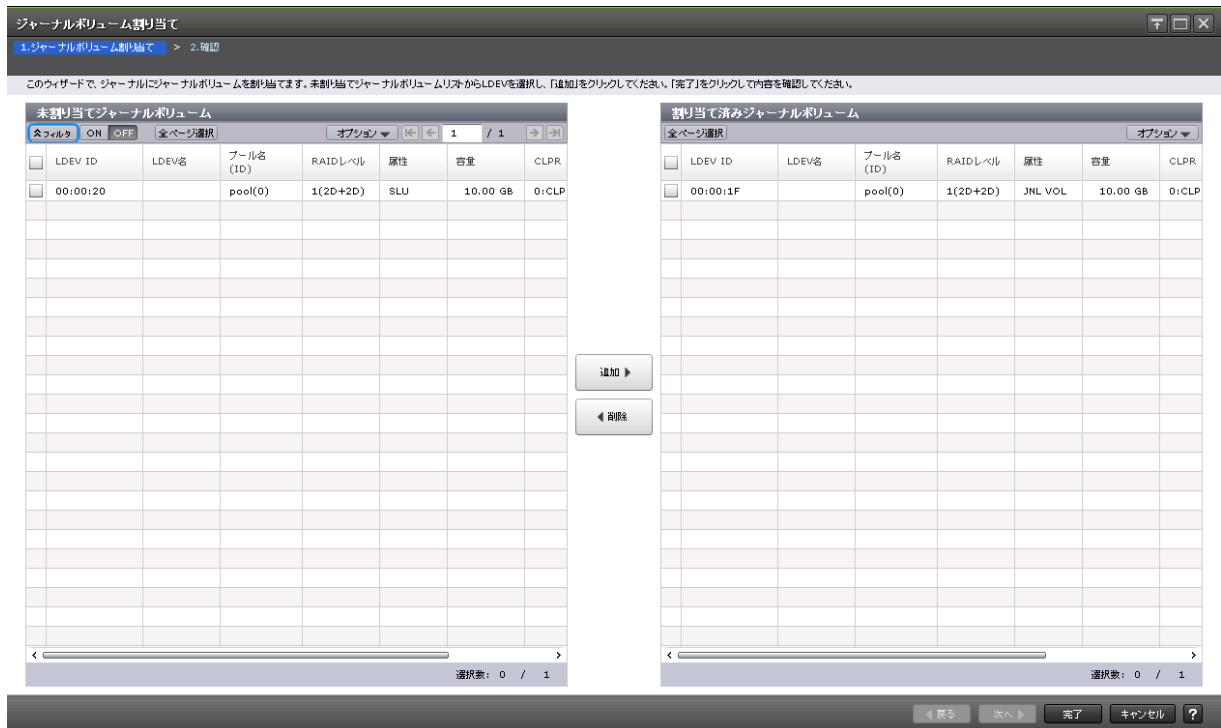 ジャーナルボリューム割り当て
1.ジャーナルボリューム割り当て > 2.確認
このウィザードで、ジャーナルにジャーナルボリュームを割り当てます。未割り当てジャーナルボリュームリストからLDEVを選択し、「追加」をクリックしてください。「完了」をクリックして内容を確認してください。
未割り当てジャーナルボリューム
フィルタ ON OFF 全ページ選択 オプション 1 / 1
LDEV ID LDEV名 プール名 (ID) RAIDレベル 属性 容量 CLPR
00:00:20 pool(0) 1(2D+2D) SLU 10.00 GB 0:CLP
選択数: 0 / 1
追加
削除
割り当て済みジャーナルボリューム
全ページ選択 オプション
LDEV ID LDEV名 プール名 (ID) RAIDレベル 属性 容量 CLPR
00:00:1F pool(0) 1(2D+2D) JNL VOL 10.00 GB 0:CLP
選択数: 0 / 1
戻る 次へ 完了 キャンセル ?